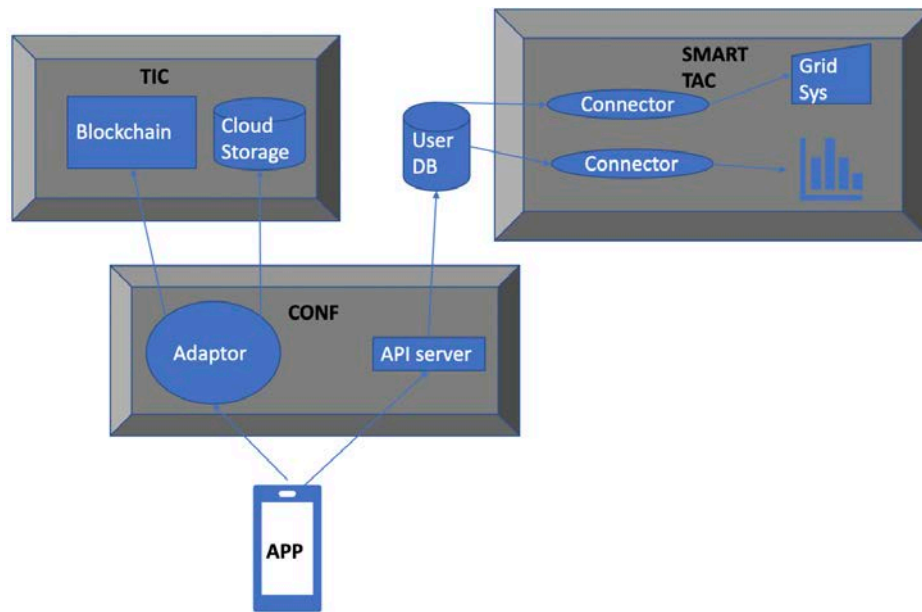 TIC
Blockchain
Cloud
Storage
SMART
TAC
Connector
Grid
Sys
User
DB
Connector
CONF
Adaptor
API server
APP